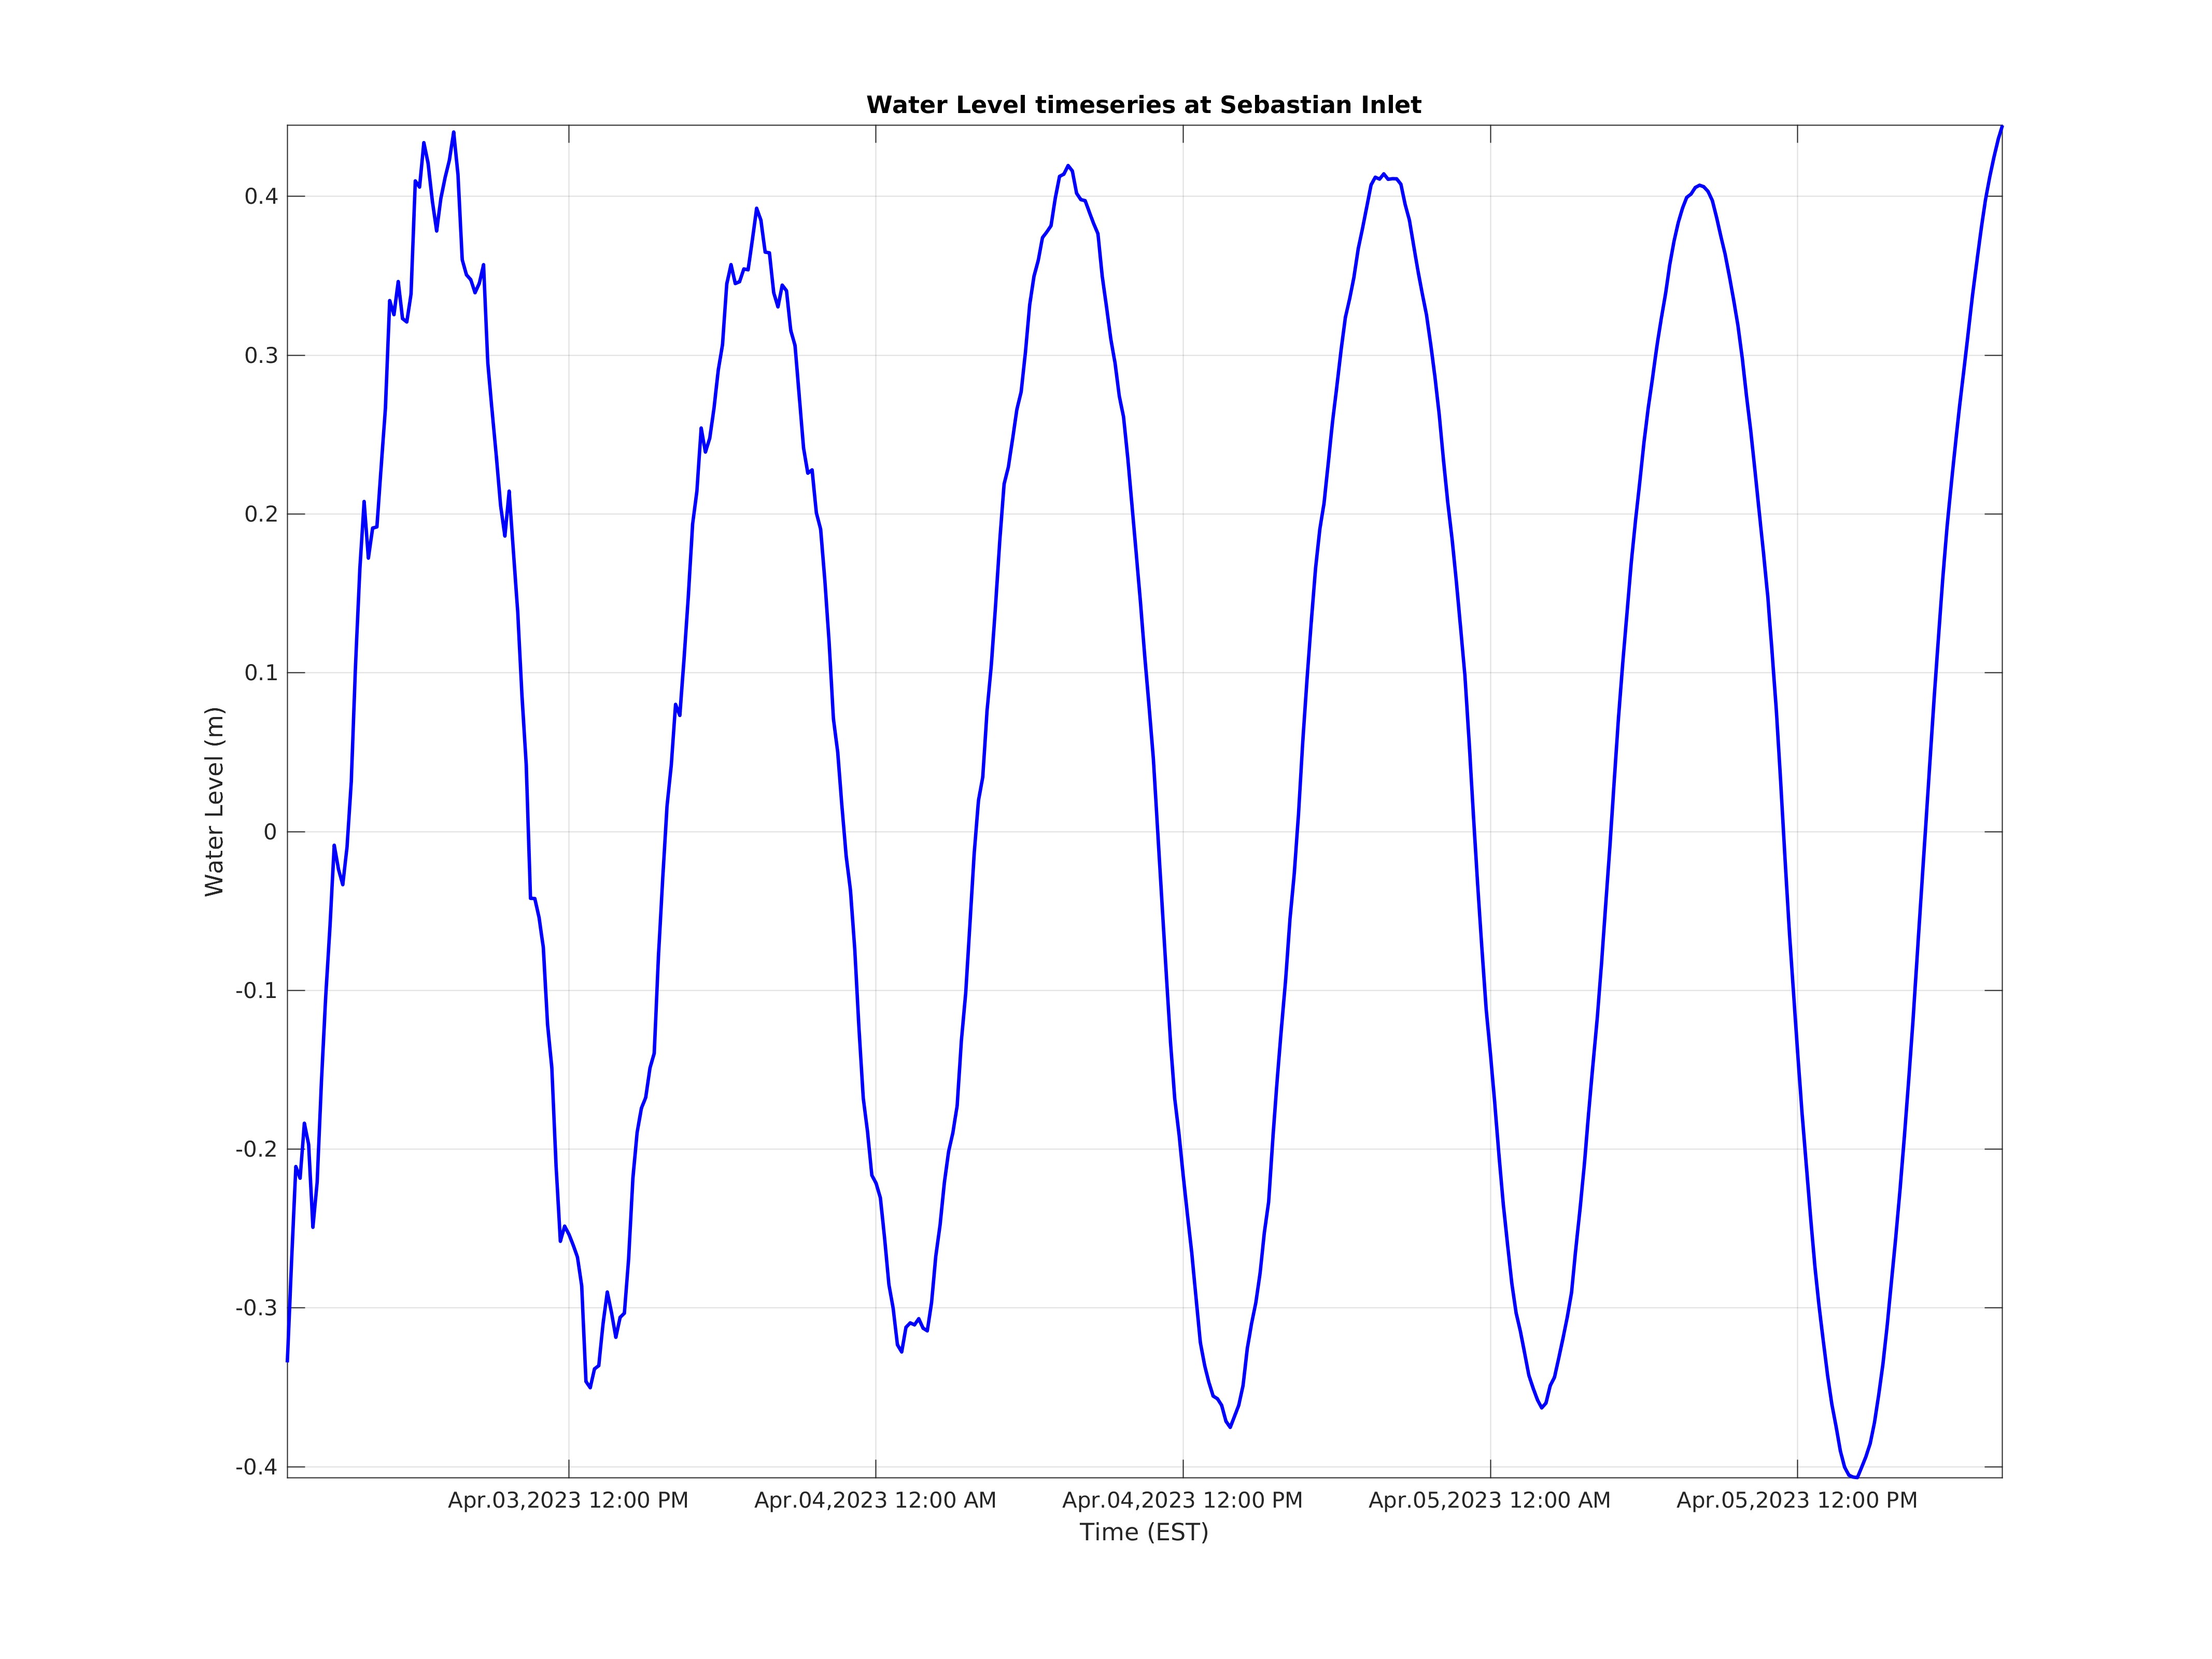 Water Level timeseries at Sebastian Inlet
0.4
0.3
0.2
0.1
0
-0.1
-0.2
-0.3
-0.4
Water Level (m)
Apr.03,2023 12:00 PM
Apr.04,2023 12:00 AM
Apr.04,2023 12:00 PM
Apr.05,2023 12:00 AM
Apr.05,2023 12:00 PM
Time (EST)